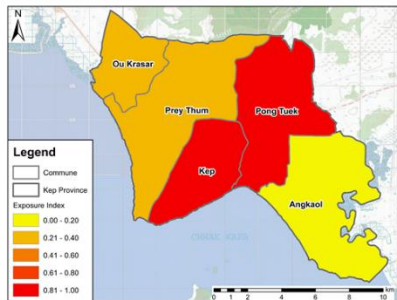 N
Ou Krasar
Prey Thum
Pong Tuek
Kep
Angkaol
Legend
Commune
Kep Province
Exposure Index
0.00 - 0.20
0.21 - 0.40
0.41 - 0.60
0.61 - 0.80
0.81 - 1.00
0 1 2 4 6 8 10
km